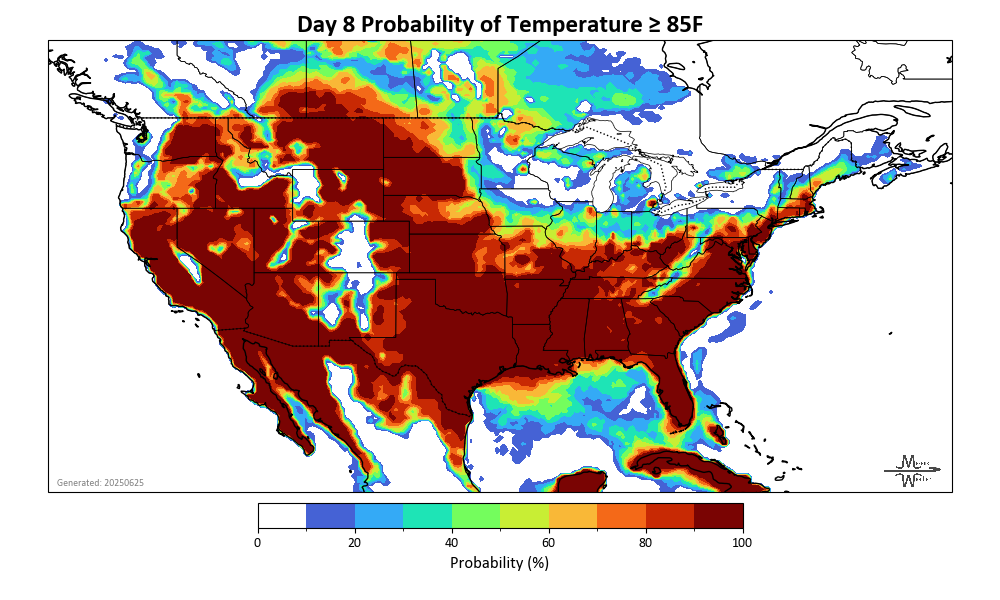 Day 8 Probability of Temperature ≥ 85F
Generated: 20250625
0 20 40 60 80 100
Probability (%)